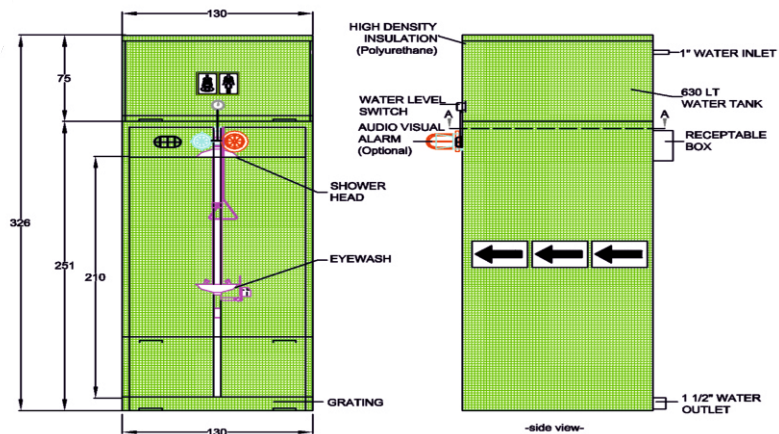 130
75
326
251
210
130
SHOWER
HEAD
EYEWASH
GRATING
HIGH DENSITY
INSULATION
(Polyurethane)
WATER LEVEL
SWITCH
AUDIO VISUAL
ALARM
(Optional)
A
A
1" WATER INLET
630 LT
WATER TANK
RECEPTABLE
BOX
1 1/2" WATER
OUTLET
-side view-